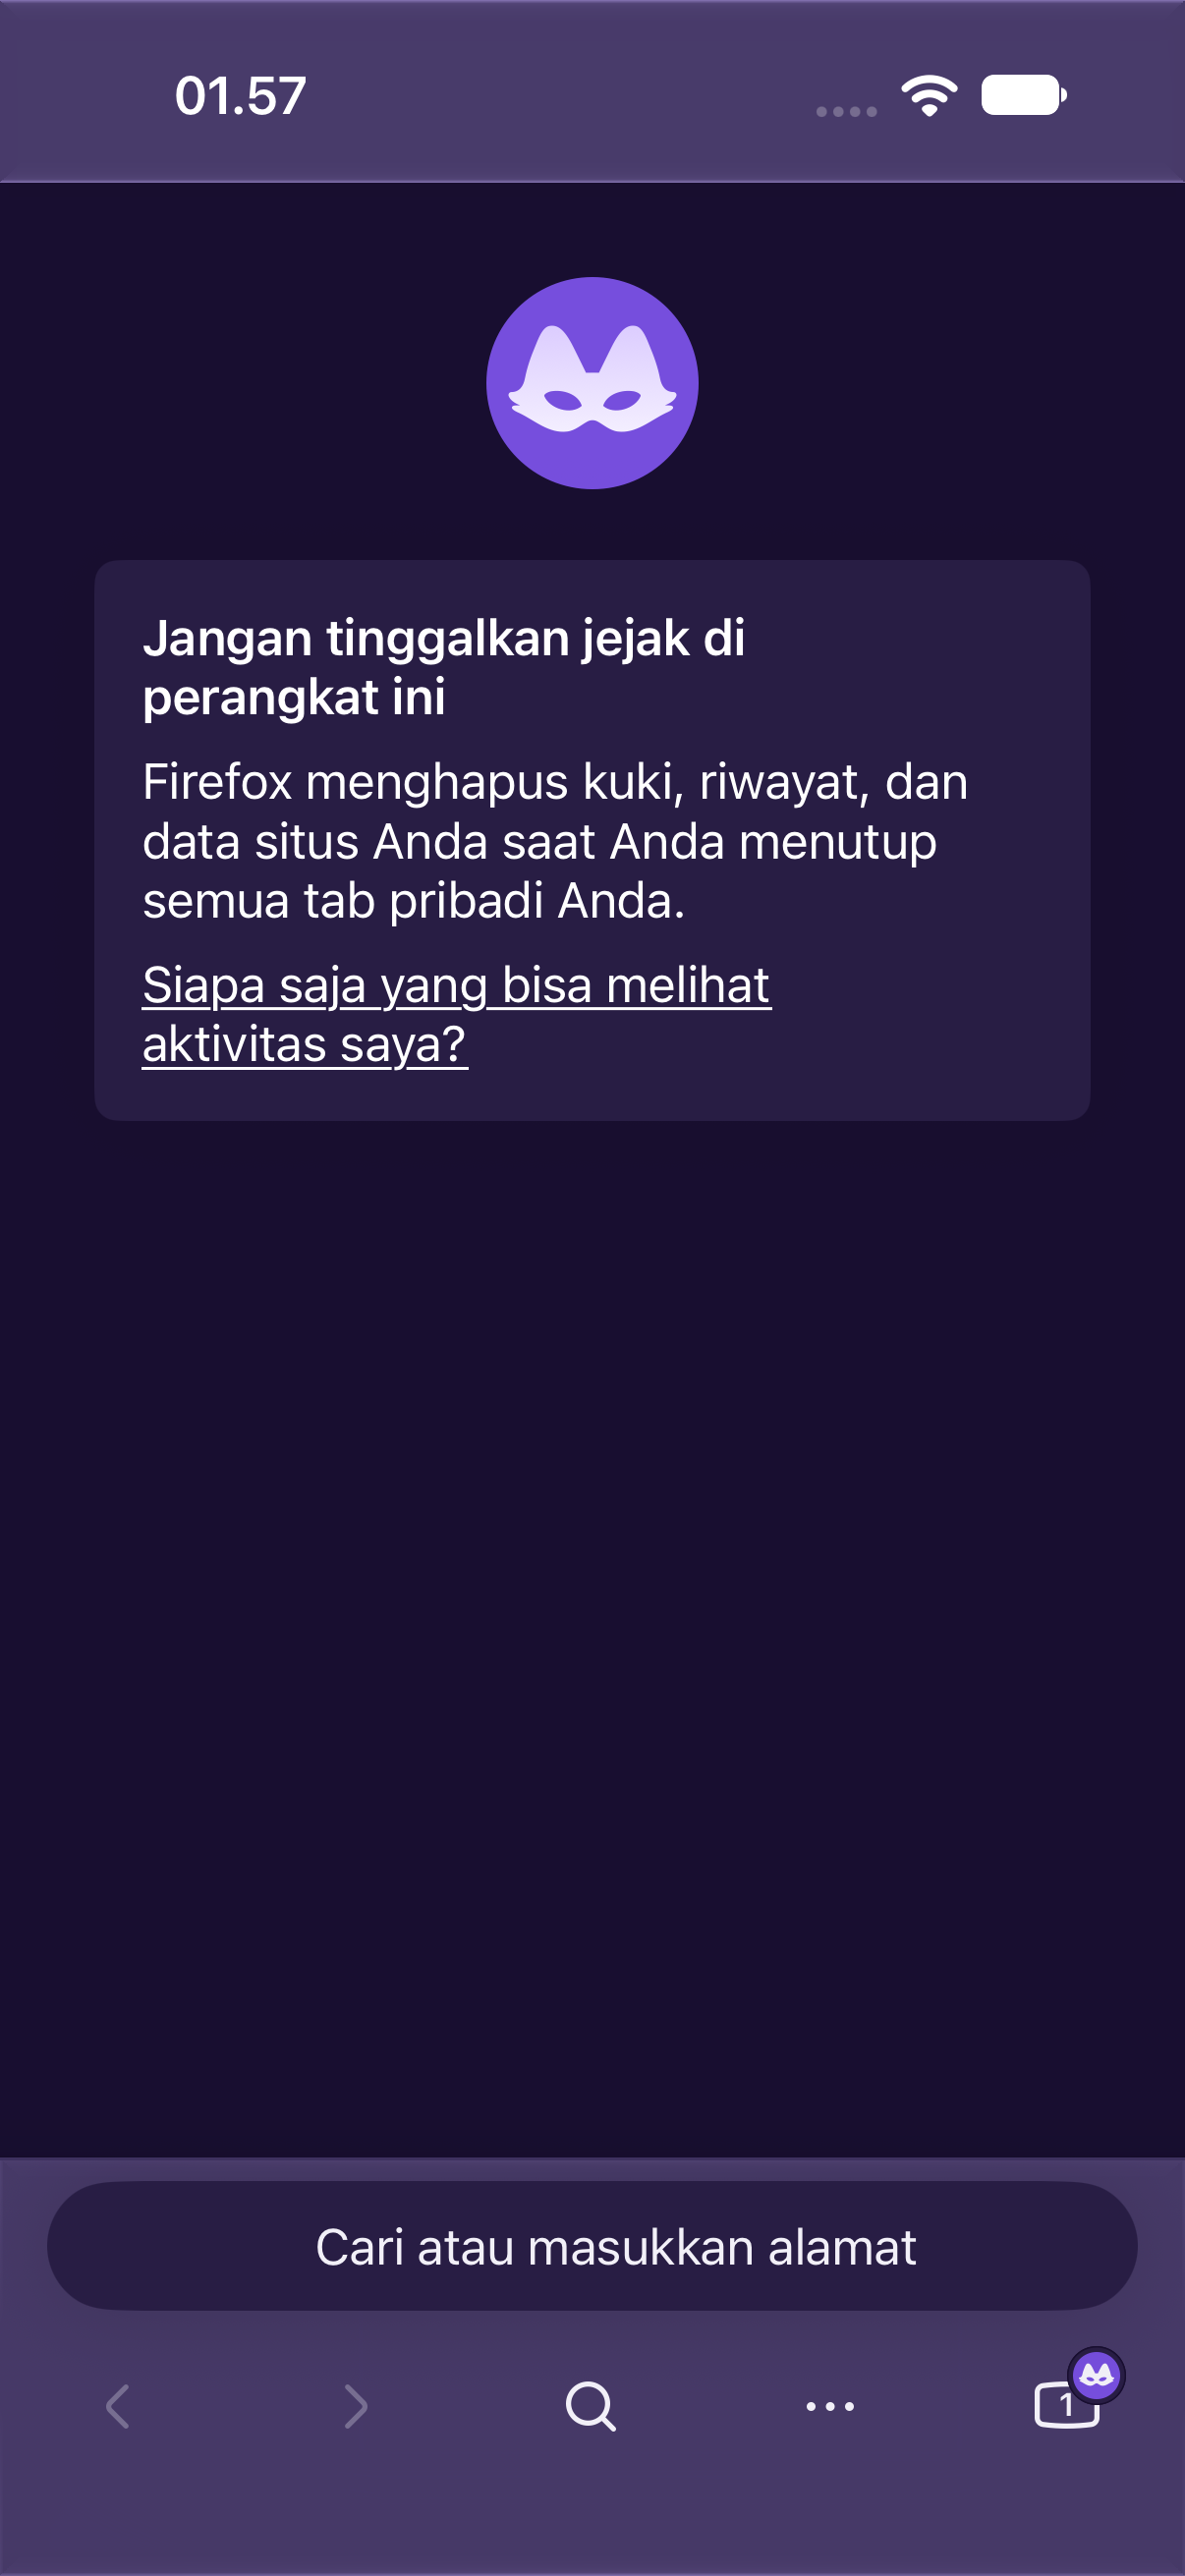 01.57
Jangan tinggalkan jejak di
perangkat ini
Firefox menghapus kuki, riwayat, dan
data situs Anda saat Anda menutup
semua tab pribadi Anda.
Siapa saja yang bisa melihat
aktivitas saya?
Cari atau masukkan alamat
1